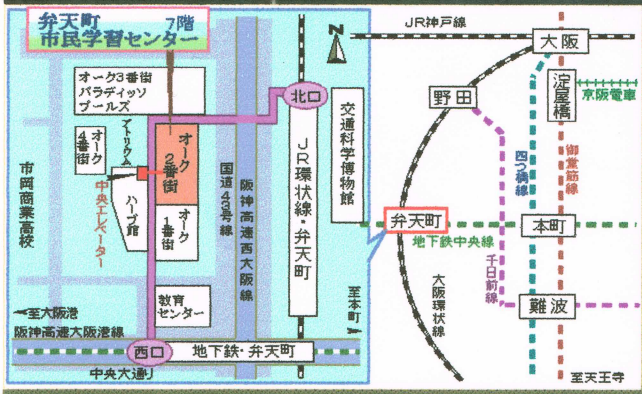 弁天町 7階
市民学習センター
オーク3番街
パラディッソ
プールズ
オーク
4番街
アトリウム
オーク
2番街
中央エレベーター
ハーブ館
オーク
1番街
教育
センター
市岡商業高校
国道43号線
阪神高速西大阪線
北口
JR環状線・弁天町
交通科学博物館
至大阪港
阪神高速大阪港線
至本町
西口
地下鉄・弁天町
中央大通り
N
JR神戸線
大阪
淀屋橋
京阪電車
野田
四つ橋線
御堂筋線
弁天町
地下鉄中央線
本町
千日前線
大阪環状線
難波
至天王寺